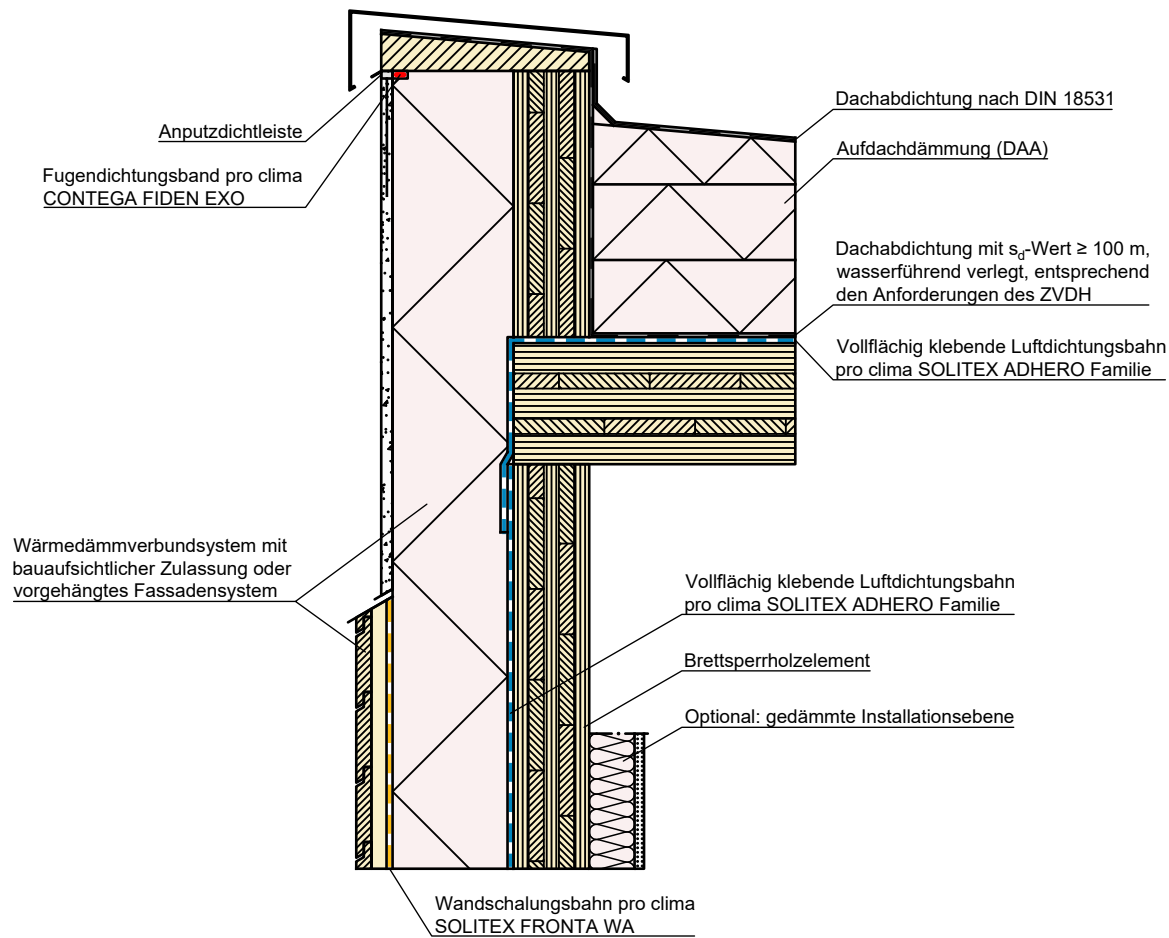 Anputzdichtleiste
Fugendichtungsband pro clima
CONTEGA FIDEN EXO
Dachabdichtung nach DIN 18531
Aufdachdämmung (DAA)
Dachabdichtung mit sd-Wert ≥ 100 m,
wasserführend verlegt, entsprechend
den Anforderungen des ZVDH
Vollflächig klebende Luftdichtungsbahn
pro clima SOLITEX ADHERO Familie
Wärmedämmverbundsystem mit
bauaufsichtlicher Zulassung oder
vorgehängtes Fassadensystem
Vollflächig klebende Luftdichtungsbahn
pro clima SOLITEX ADHERO Familie
Brettsperrholzelement
Optional: gedämmte Installationsebene
Wandschalungsbahn pro clima
SOLITEX FRONTA WA